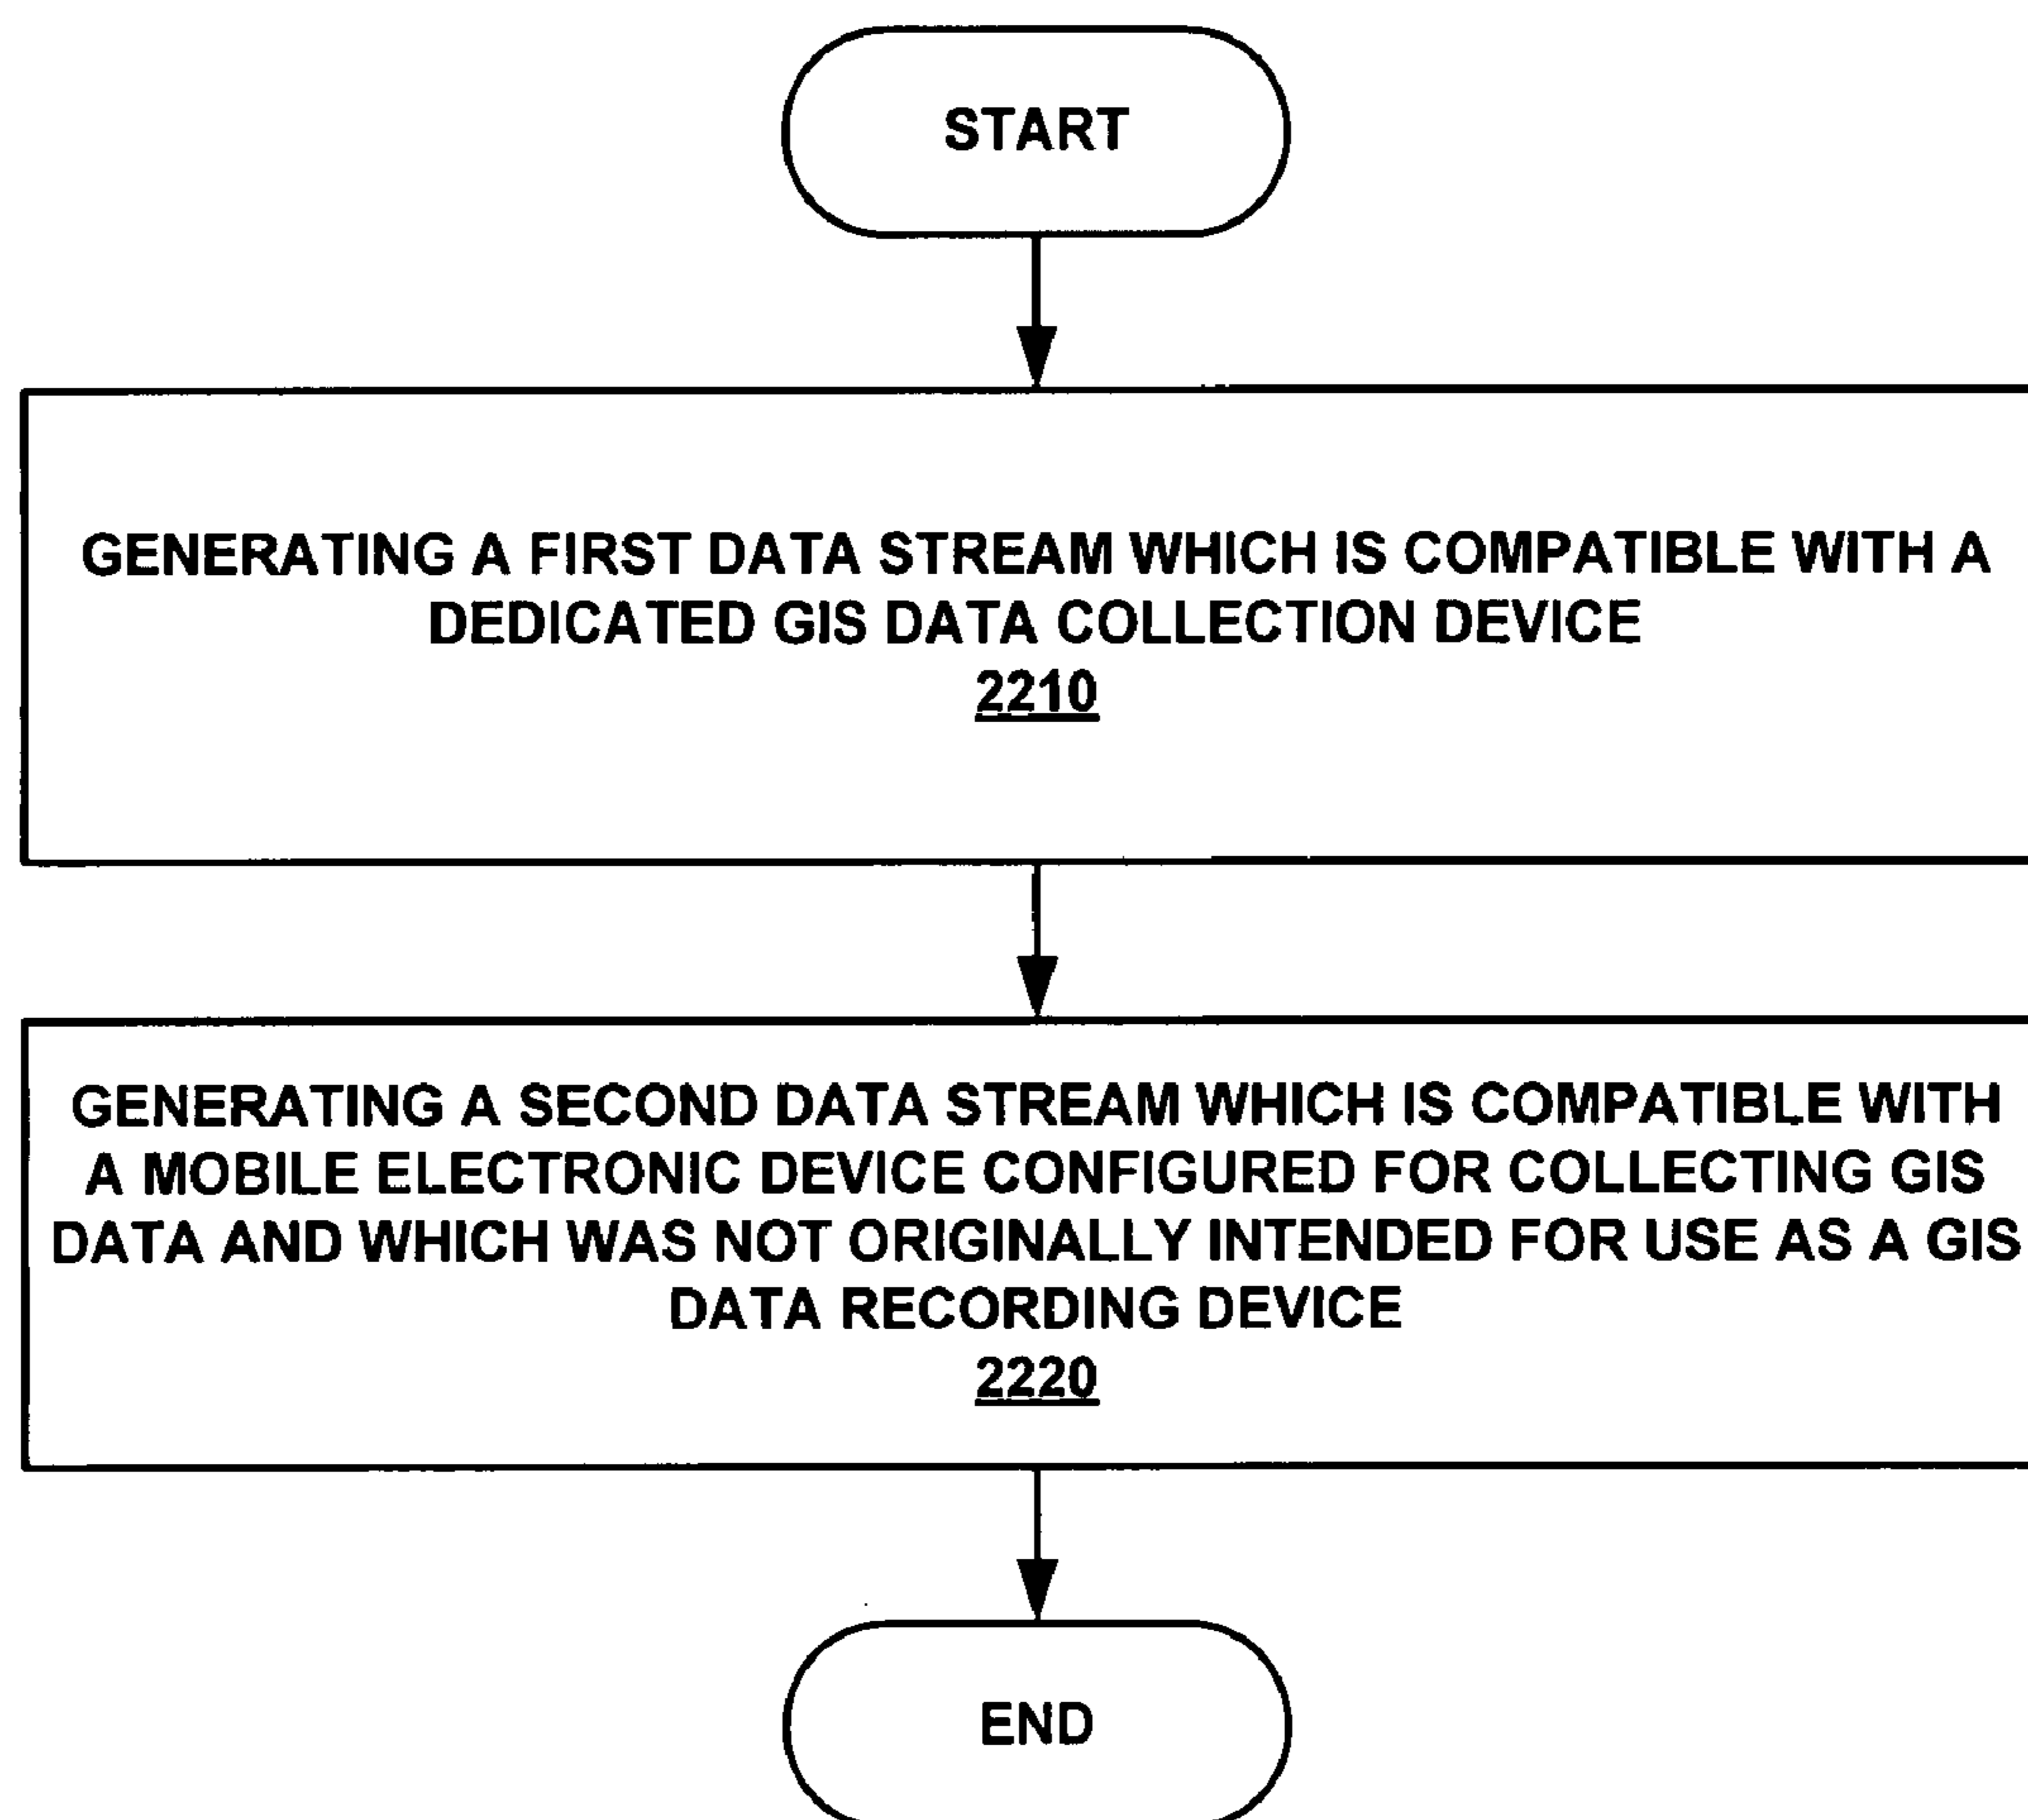 START
GENERATING A FIRST DATA STREAM WHICH IS COMPATIBLE WITH A
DEDICATED GIS DATA COLLECTION DEVICE
2210
GENERATING A SECOND DATA STREAM WHICH IS COMPATIBLE WITH
A MOBILE ELECTRONIC DEVICE CONFIGURED FOR COLLECTING GIS
DATA AND WHICH WAS NOT ORIGINALLY INTENDED FOR USE AS A GIS
DATA RECORDING DEVICE
2220
END